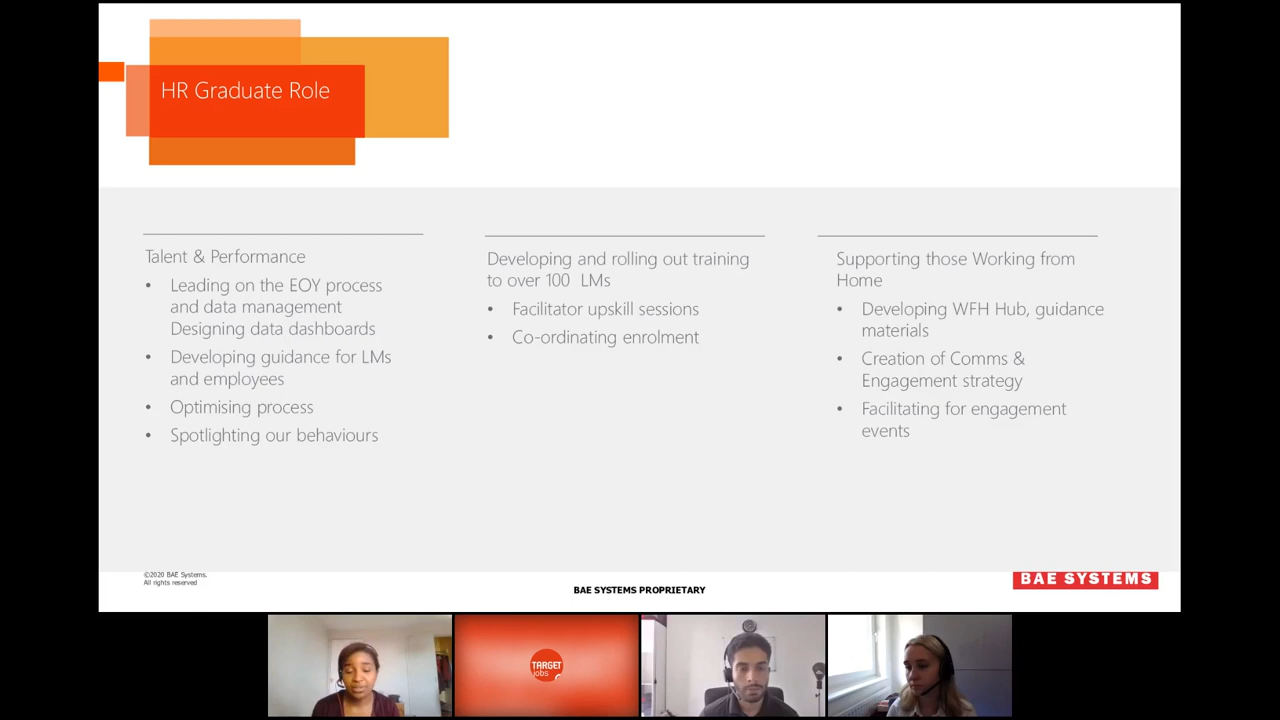 HR Graduate Role
Talent & Performance
• Leading on the EOY process
and data management
Designing data dashboards
• Developing guidance for LMs
and employees
• Optimising process
• Spotlighting our behaviours
Developing and rolling out training
to over 100 LMs
• Facilitator upskill sessions
• Co-ordinating enrolment
Supporting those Working from
Home
• Developing WFH Hub, guidance
materials
• Creation of Comms &
Engagement strategy
• Facilitating for engagement
events
©2020 BAE Systems.
All rights reserved
BAE SYSTEMS PROPRIETARY
BAE SYSTEMS
TARGET
jobs